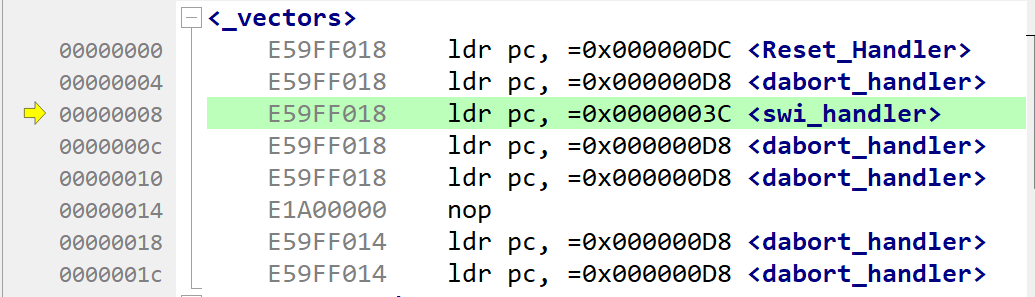 <_vectors>
00000000 E59FF018 ldr pc, =0x000000DC <Reset_Handler>
00000004 E59FF018 ldr pc, =0x000000D8 <dabort_handler>
00000008 E59FF018 ldr pc, =0x0000003C <swi_handler>
0000000c E59FF018 ldr pc, =0x000000D8 <dabort_handler>
00000010 E59FF018 ldr pc, =0x000000D8 <dabort_handler>
00000014 E1A00000 nop
00000018 E59FF014 ldr pc, =0x000000D8 <dabort_handler>
0000001c E59FF014 ldr pc, =0x000000D8 <dabort_handler>